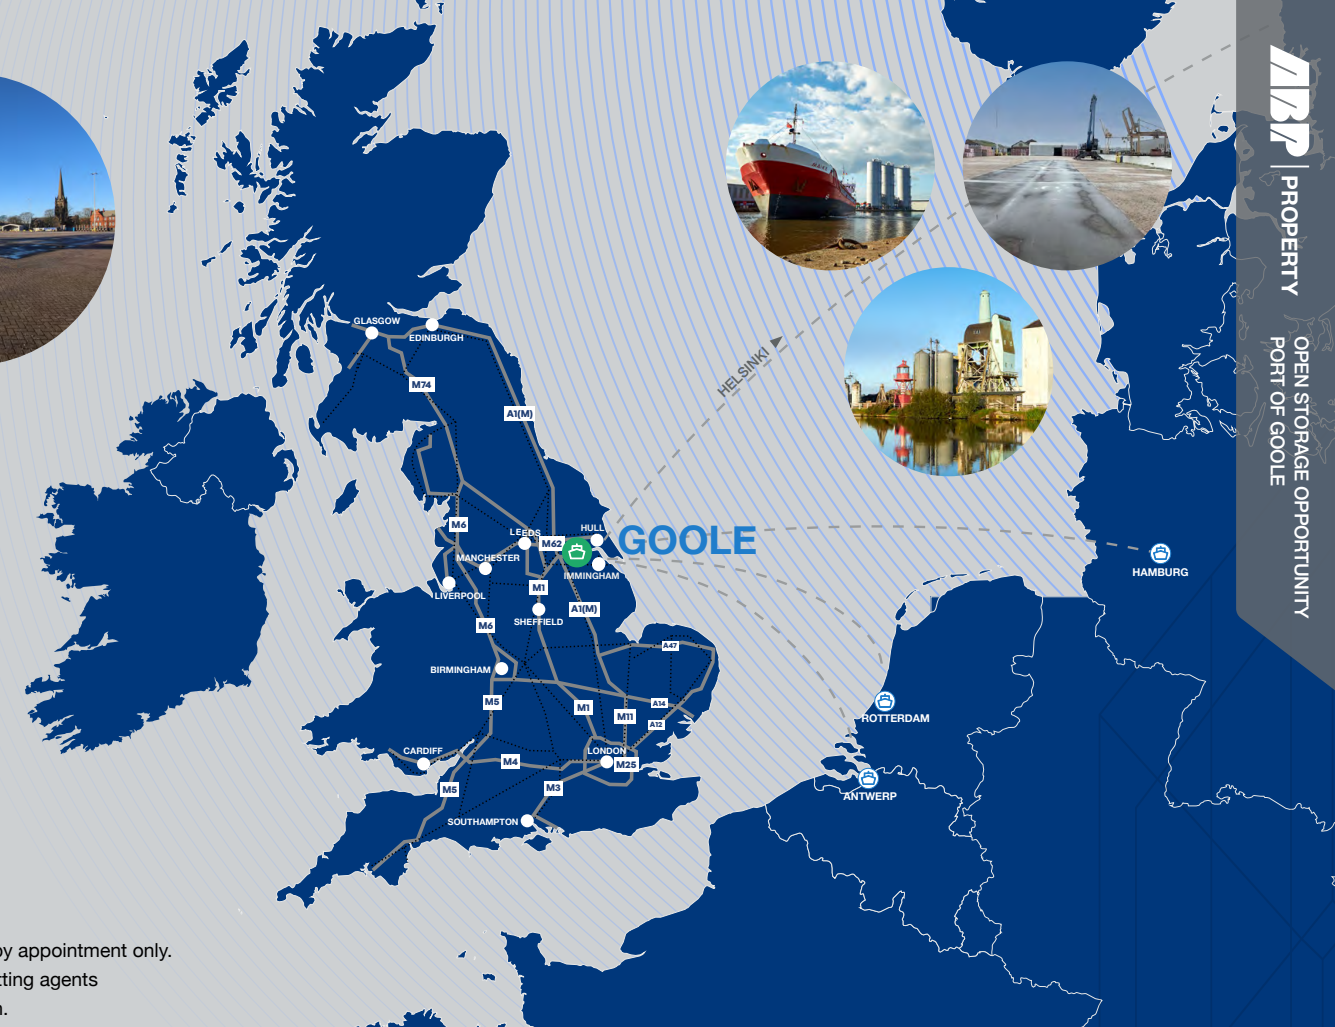 ABP
PROPERTY
OPEN STORAGE OPPORTUNITY
PORT OF GOOLE
HELSINKI
GLASGOW
EDINBURGH
M74
A1(M)
M6
LEEDS
M62
HULL
GOOLE
MANCHESTER
IMMINGHAM
HAMBURG
LIVERPOOL
M1
A1(M)
M6
SHEFFIELD
A47
BIRMINGHAM
M5
M1
A14
M11
A12
ROTTERDAM
CARDIFF
M4
LONDON
M25
M5
M3
ANTWERP
SOUTHAMPTON
by appointment only.
tting agents